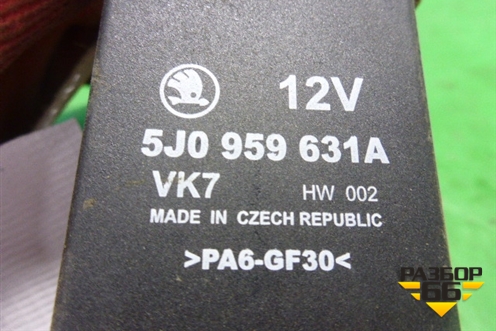 12V
5J0 959 631A
VK7 HW 002
MADE IN CZECH REPUBLIC
>PA6-GF30<
РАЗБОР
66